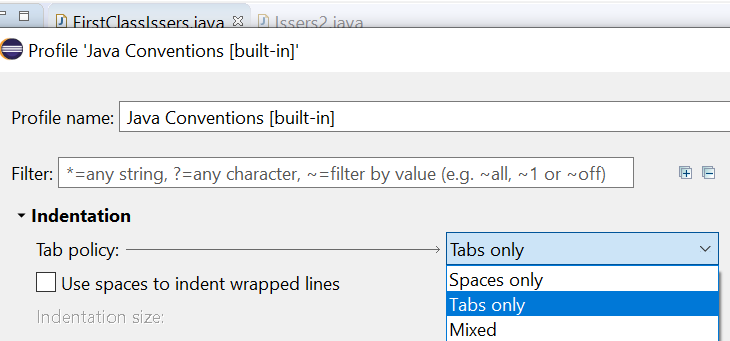 FirstClassIssers.java
Issers2.java
Profile 'Java Conventions [built-in]'
Profile name: Java Conventions [built-in]
Filter: *=any string, ?=any character, ~=filter by value (e.g. ~all, ~1 or ~off)
Indentation
Tab policy: Tabs only
Spaces only
Use spaces to indent wrapped lines
Tabs only
Indentation size:
Mixed